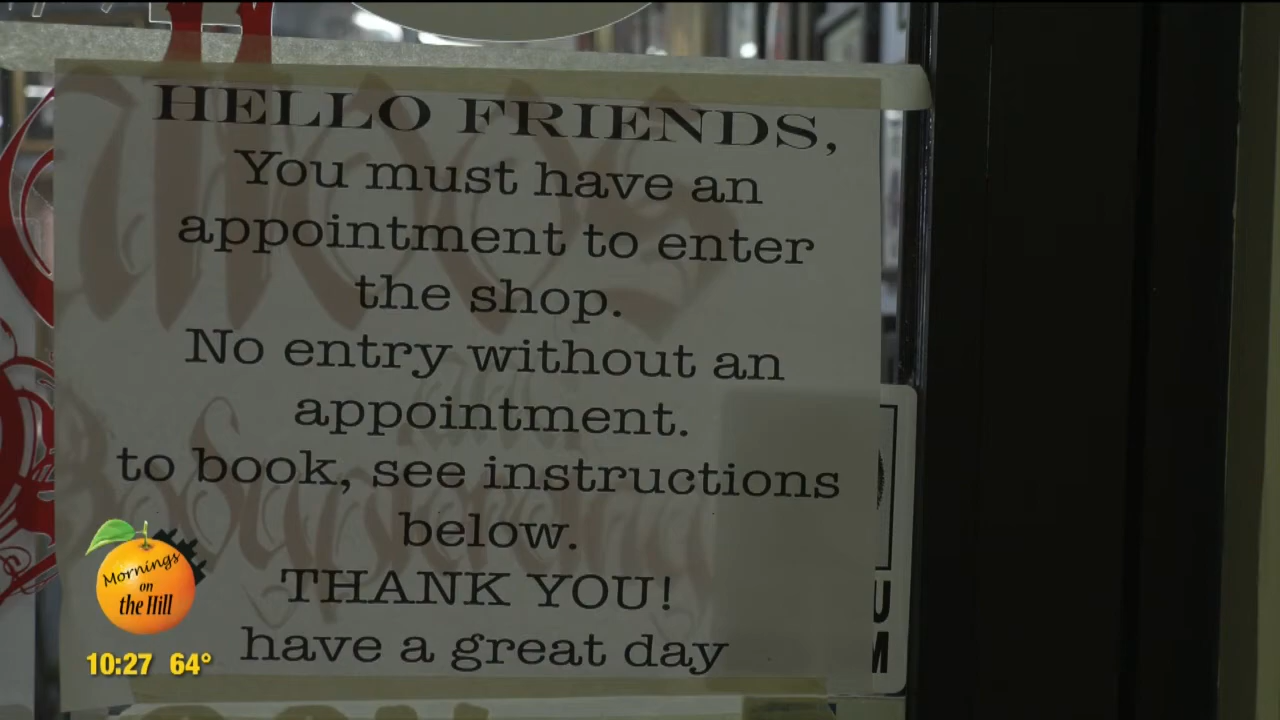 HELLO FRIENDS,
You must have an
appointment to enter
the shop.
No entry without an
appointment.
to book, see instructions
below.
THANK YOU!
have a great day
U
M
Mornings
on
the Hill
10:27 64°